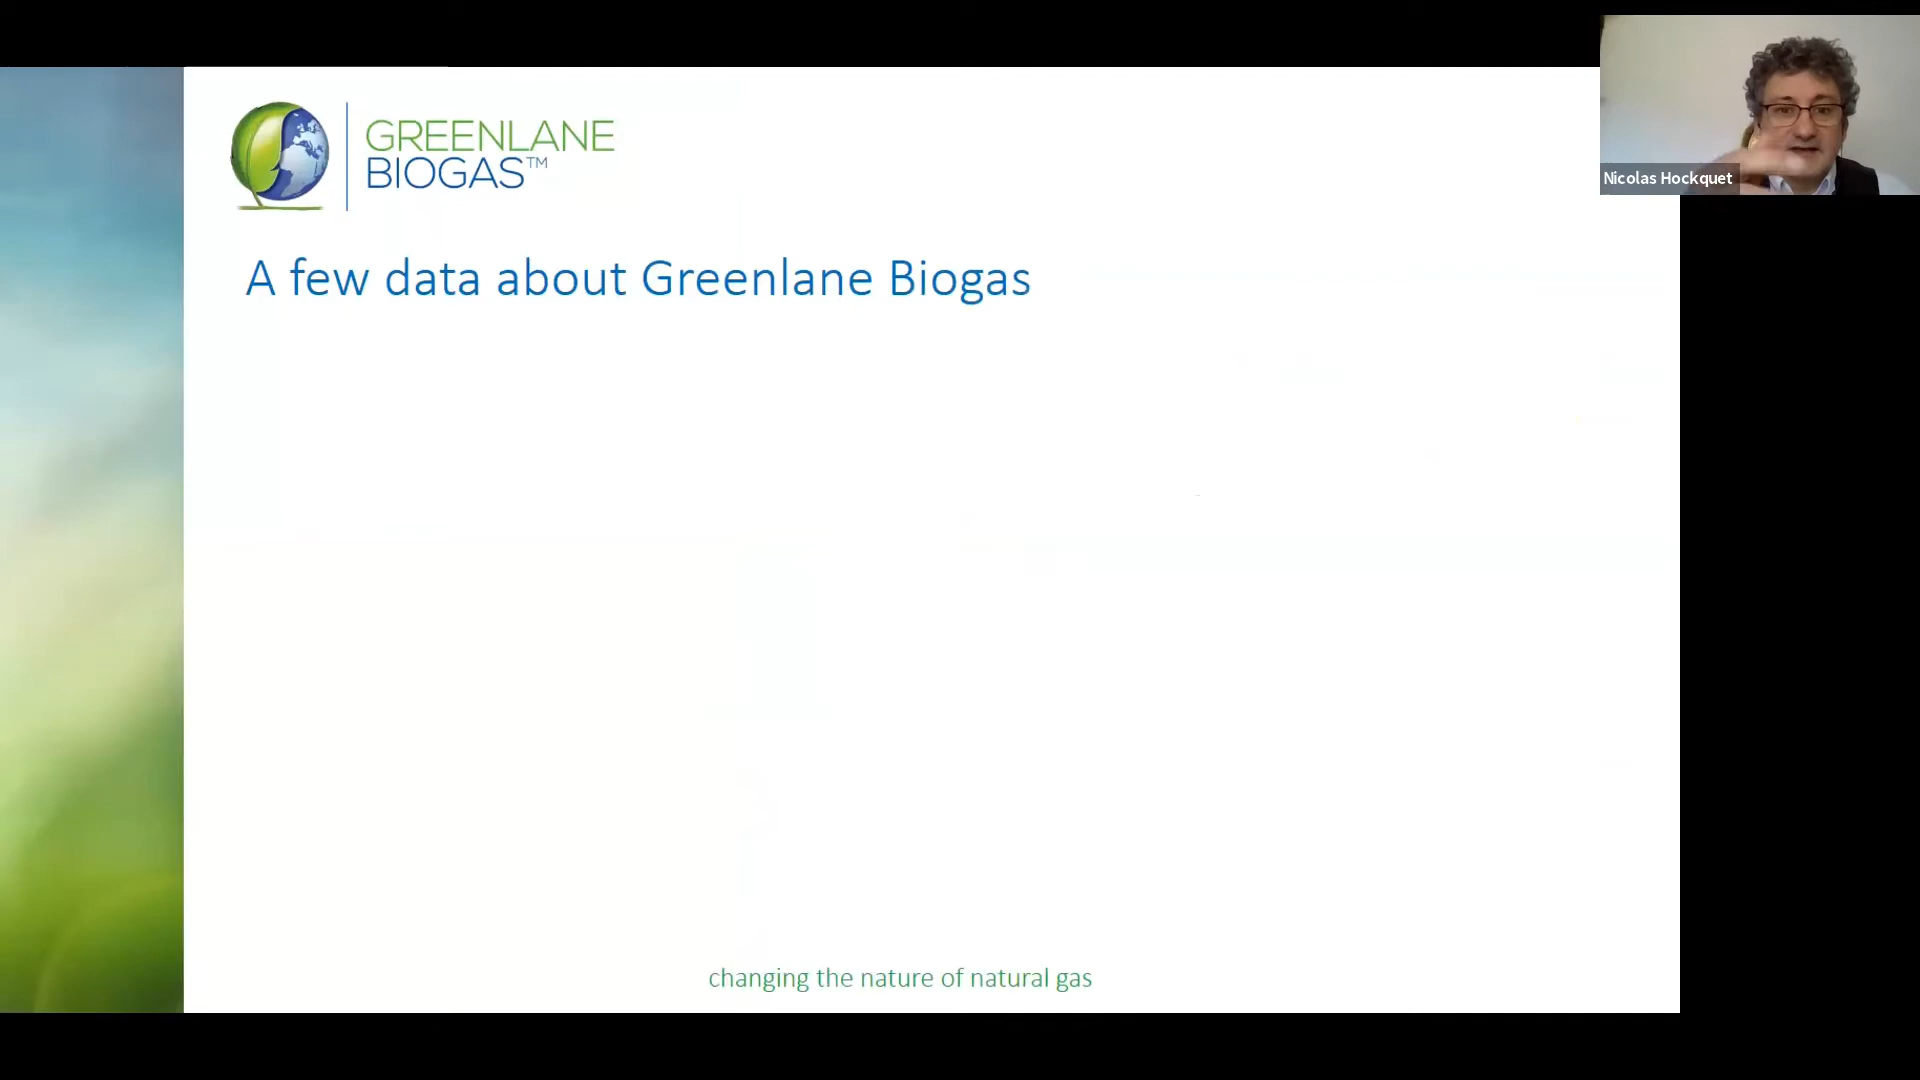 GREENLANE
BIOGAS™
Nicolas Hockquet
A few data about Greenlane Biogas
changing the nature of natural gas